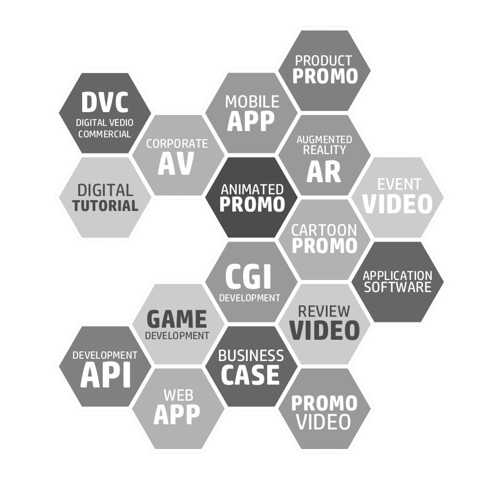 PRODUCT
PROMO
DVC
DIGITAL VEDIO
COMMERCIAL
MOBILE
APP
CORPORATE
AV
AUGMENTED
REALITY
AR
DIGITAL
TUTORIAL
ANIMATED
PROMO
EVENT
VIDEO
CARTOON
PROMO
CGI
DEVELOPMENT
APPLICATION
SOFTWARE
GAME
DEVELOPMENT
REVIEW
VIDEO
DEVELOPMENT
API
BUSINESS
CASE
WEB
APP
PROMO
VIDEO